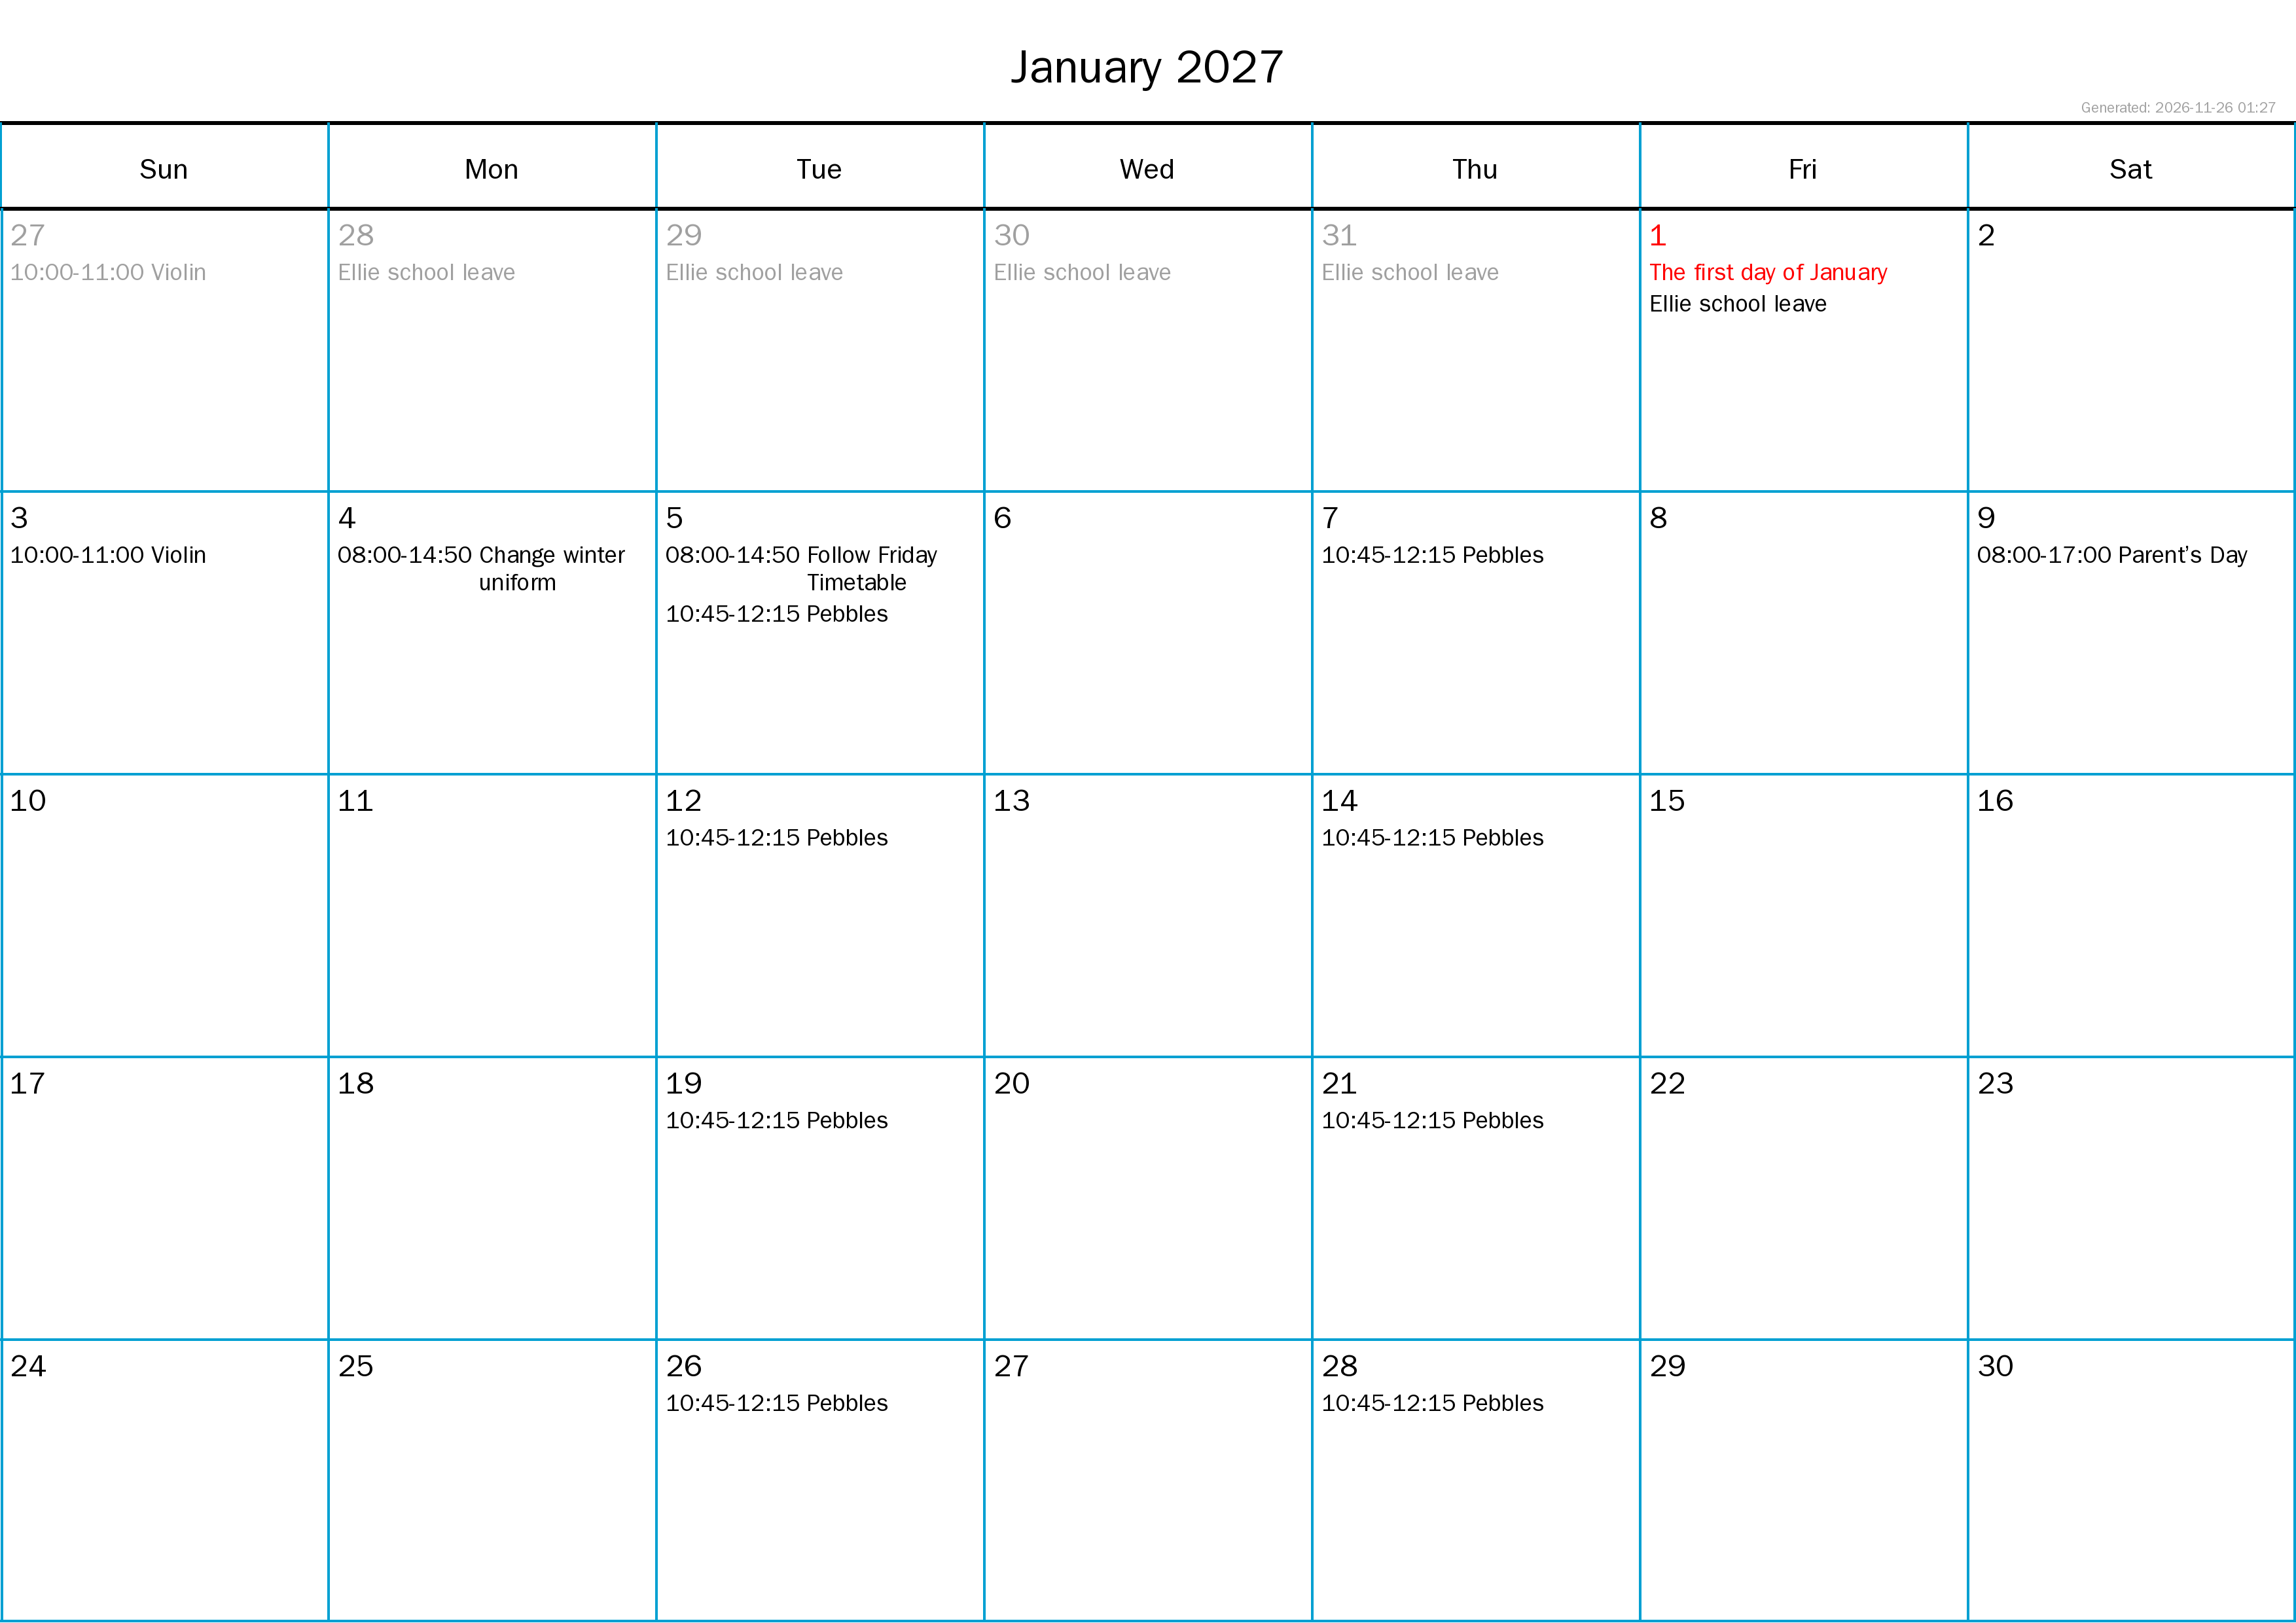 January 2027
Generated: 2026-11-26 01:27
Sun Mon Tue Wed Thu Fri Sat
27
10:00-11:00 Violin
28
Ellie school leave
29
Ellie school leave
30
Ellie school leave
31
Ellie school leave
1
The first day of January
Ellie school leave
2
3
10:00-11:00 Violin
4
08:00-14:50 Change winter
uniform
5
08:00-14:50 Follow Friday
Timetable
10:45-12:15 Pebbles
6
7
10:45-12:15 Pebbles
8
9
08:00-17:00 Parent’s Day
10
11
12
10:45-12:15 Pebbles
13
14
10:45-12:15 Pebbles
15
16
17
18
19
10:45-12:15 Pebbles
20
21
10:45-12:15 Pebbles
22
23
24
25
26
10:45-12:15 Pebbles
27
28
10:45-12:15 Pebbles
29
30